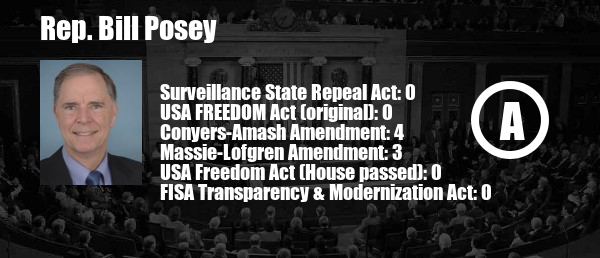 Rep. Bill Posey
Surveillance State Repeal Act: 0
USA FREEDOM Act (original): 0
Conyers-Amash Amendment: 4
Massie-Lofgren Amendment: 3
USA Freedom Act (House passed): 0
FISA Transparency & Modernization Act: 0
A